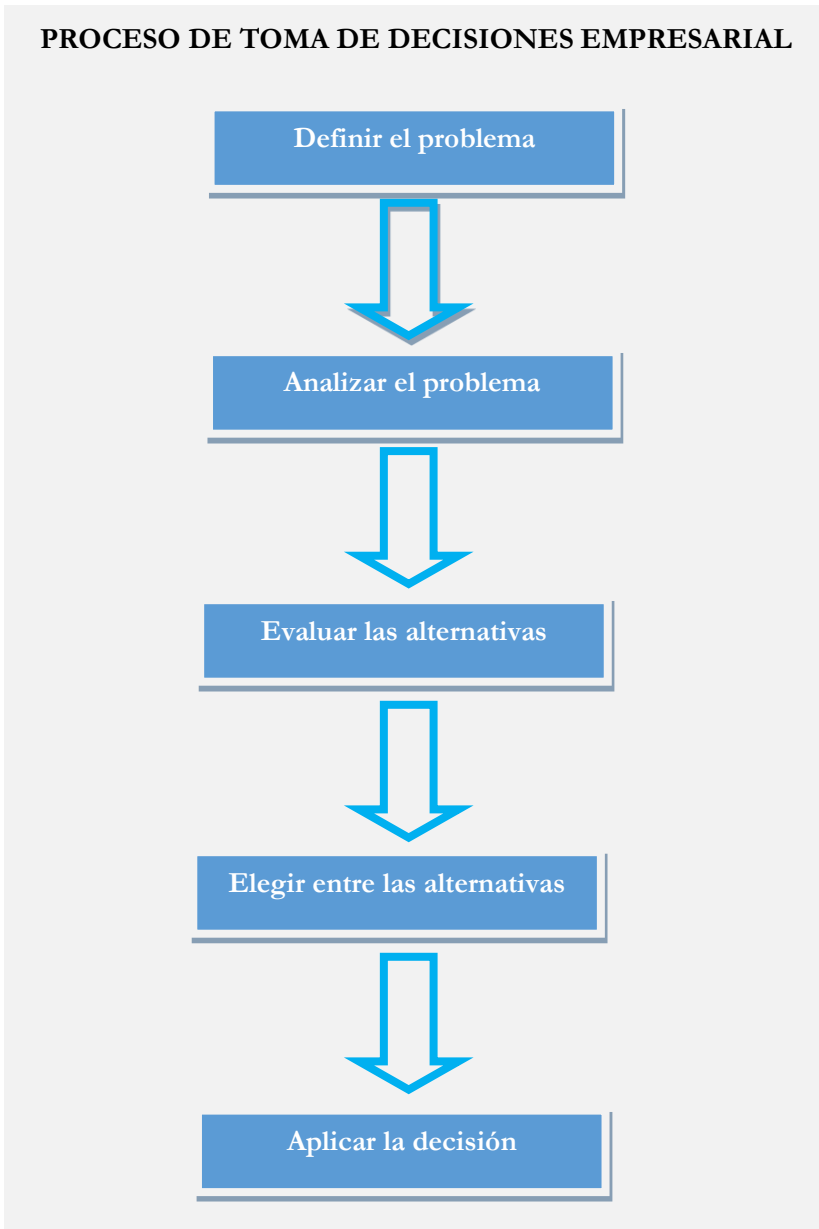 PROCESO DE TOMA DE DECISIONES EMPRESARIAL
Definir el problema
Analizar el problema
Evaluar las alternativas
Elegir entre las alternativas
Aplicar la decisión